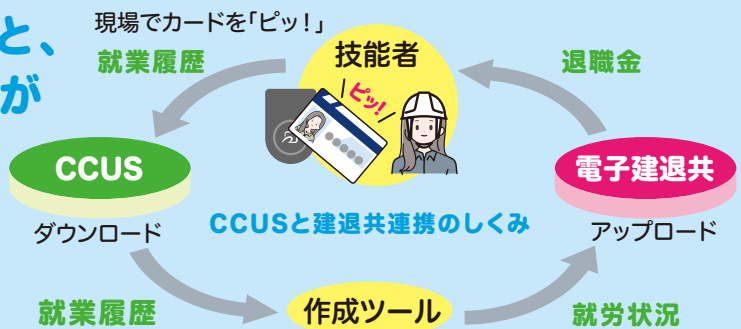 と、
が
現場でカードを「ピッ!」
就業履歴
技能者
ピッ!
退職金
CCUS
ダウンロード
CCUSと建退共連携のしくみ
電子建退共
アップロード
就業履歴
作成ツール
就労状況